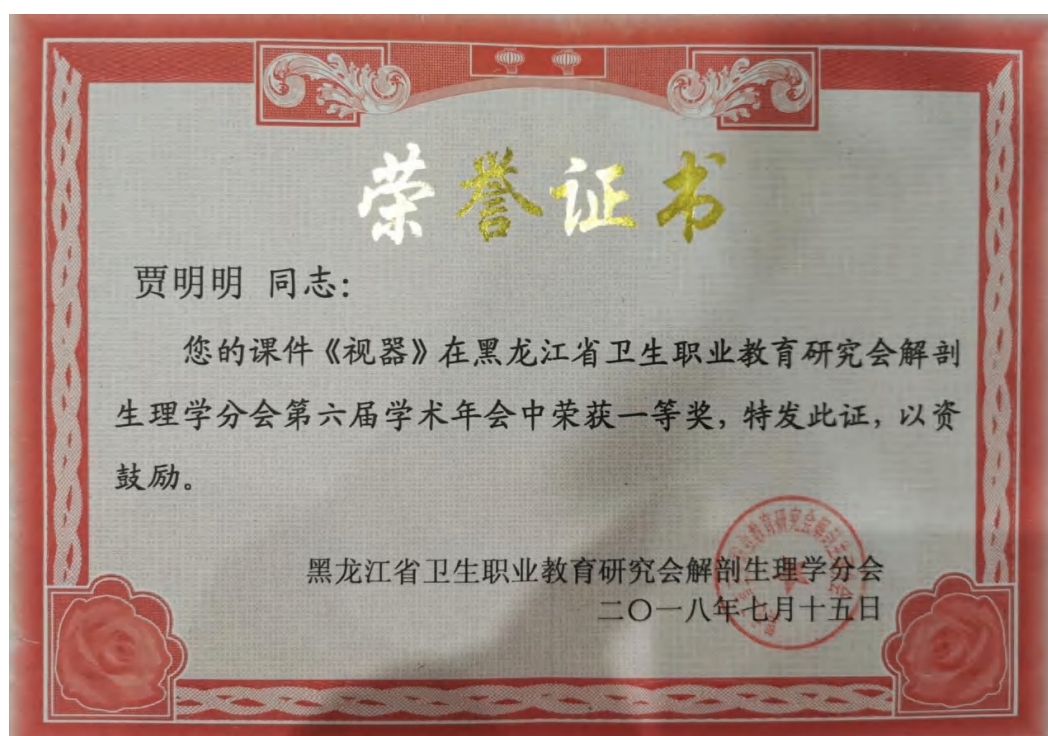 荣誉证书
贾明明 同志:
您的课件《视器》在黑龙江省卫生职业教育研究会解剖
生理学分会第六届学术年会中荣获一等奖,特发此证,以资
鼓励。
黑龙江省卫生职业教育研究会解剖生理学分会
二〇一八年七月十五日